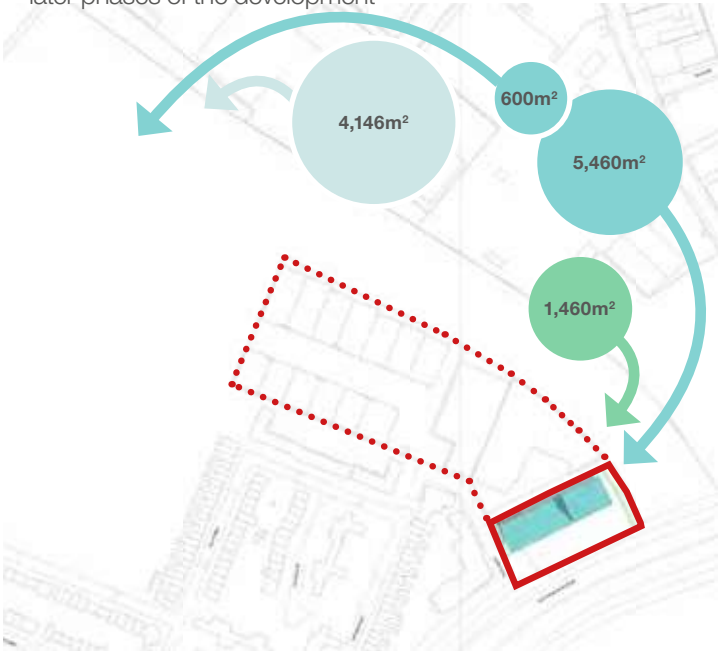 later phases of the development
600m²
4,146m²
5,460m²
1,460m²